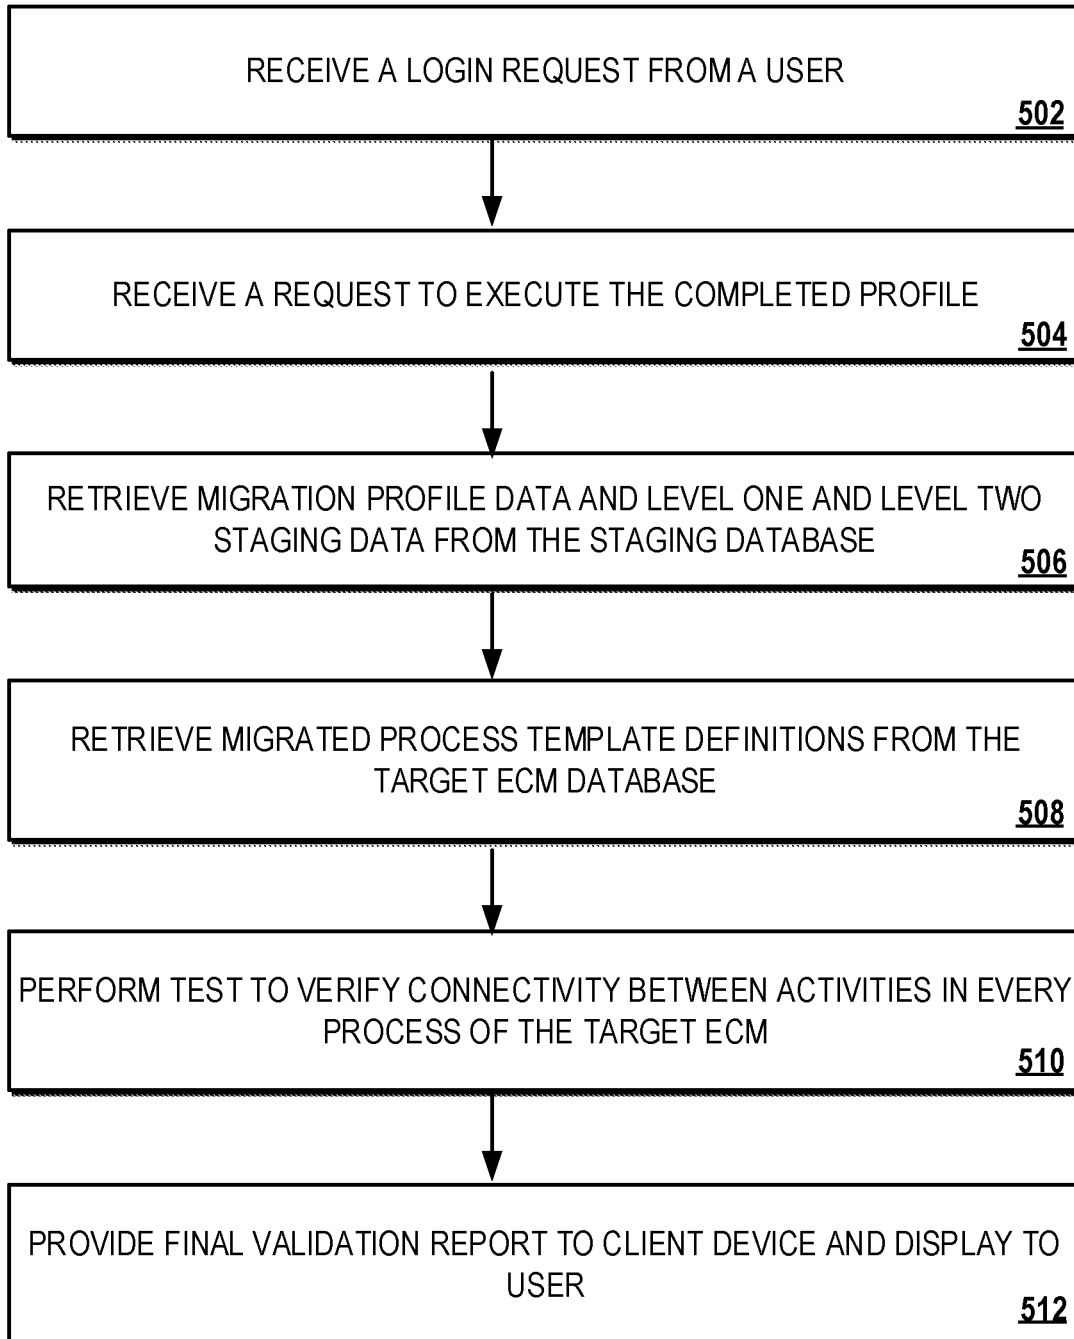 RECEIVE A LOGIN REQUEST FROM A USER
502
RECEIVE A REQUEST TO EXECUTE THE COMPLETED PROFILE
504
RETRIEVE MIGRATION PROFILE DATA AND LEVEL ONE AND LEVEL TWO
STAGING DATA FROM THE STAGING DATABASE
506
RETRIEVE MIGRATED PROCESS TEMPLATE DEFINITIONS FROM THE
TARGET ECM DATABASE
508
PERFORM TEST TO VERIFY CONNECTIVITY BETWEEN ACTIVITIES IN EVERY
PROCESS OF THE TARGET ECM
510
PROVIDE FINAL VALIDATION REPORT TO CLIENT DEVICE AND DISPLAY TO
USER
512